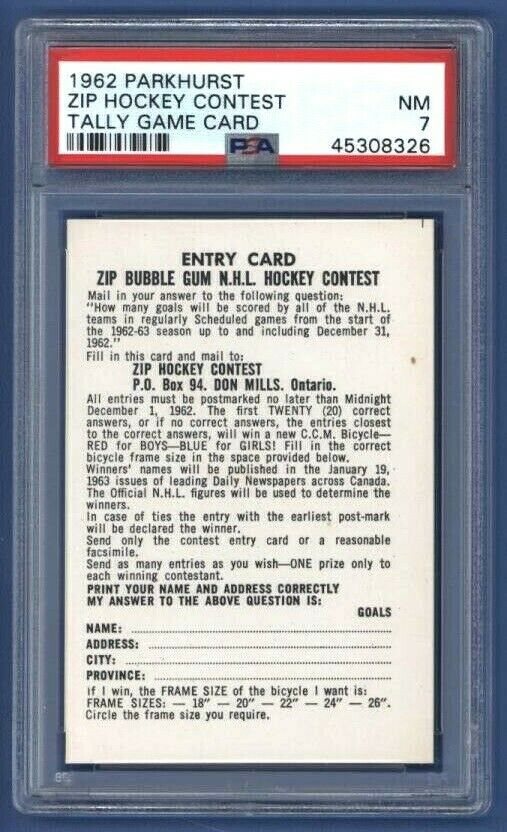 1962 PARKHURST
ZIP HOCKEY CONTEST NM
TALLY GAME CARD 7
PSA 45308326
ENTRY CARD
ZIP BUBBLE GUM N.H.L. HOCKEY CONTEST
Mail in your answer to the following question:
"How many goals will be scored by all of the N.H.L.
teams in regularly Scheduled games from the start of
the 1962-63 season up to and including December 31,
1962."
Fill in this card and mail to:
ZIP HOCKEY CONTEST
P.O. Box 94. DON MILLS. Ontario.
All entries must be postmarked no later than Midnight
December 1, 1962. The first TWENTY (20) correct
answers, or if no correct answers, the entries closest
to the correct answers, will win a new C.C.M. Bicycle—
RED for BOYS—BLUE for GIRLS! Fill in the correct
bicycle frame size in the space provided below.
Winners' names will be published in the January 19,
1963 issues of leading Daily Newspapers across Canada.
The Official N.H.L. figures will be used to determine the
winners.
In case of ties the entry with the earliest post-mark
will be declared the winner.
Send only the contest entry card or a reasonable
facsimile.
Send as many entries as you wish—ONE prize only to
each winning contestant.
PRINT YOUR NAME AND ADDRESS CORRECTLY
MY ANSWER TO THE ABOVE QUESTION IS:
GOALS
NAME:
ADDRESS:
CITY:
PROVINCE:
If I win, the FRAME SIZE of the bicycle I want is:
FRAME SIZES: — 18" — 20" — 22" — 24" — 26".
Circle the frame size you require.